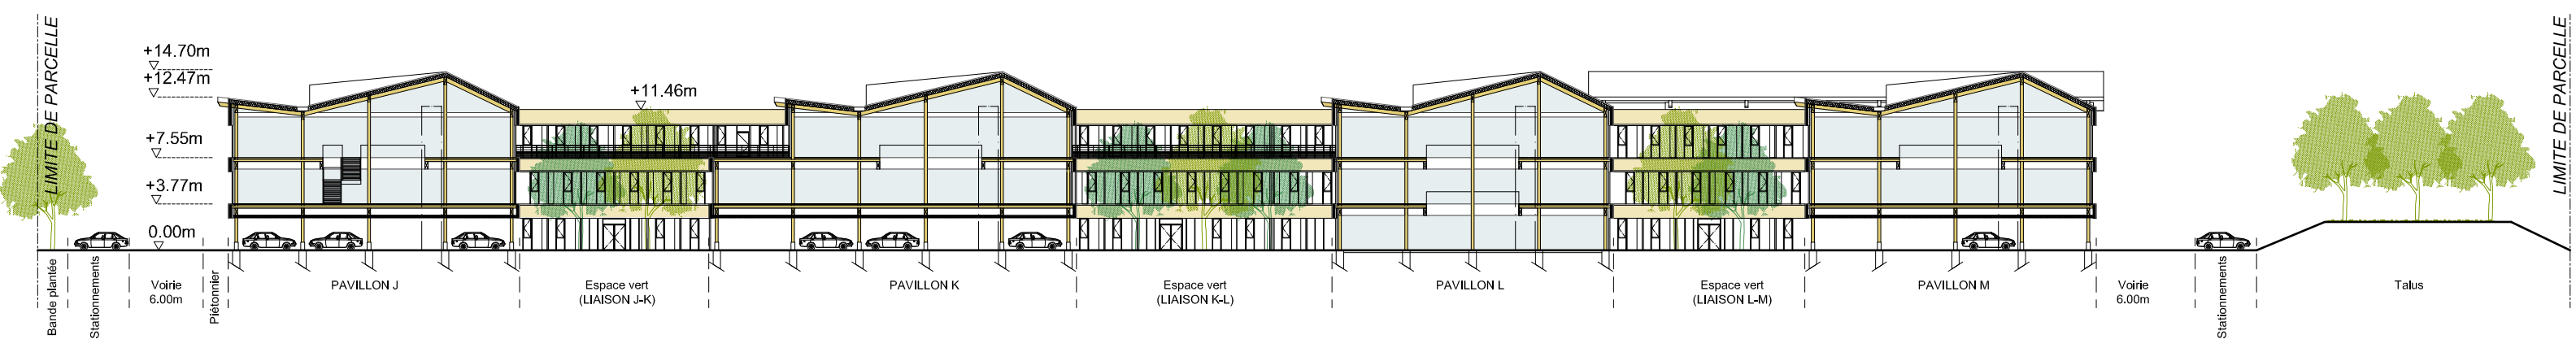 LIMITE DE PARCELLE
+14.70m
+12.47m
+11.46m
+7.55m
+3.77m
0.00m
LIMITE DE PARCELLE
Bande plantée
Stationnements
Voirie
6.00m
Piétonnier
PAVILLON J
Espace vert
(LIAISON J-K)
PAVILLON K
Espace vert
(LIAISON K-L)
PAVILLON L
Espace vert
(LIAISON L-M)
PAVILLON M
Voirie
6.00m
Stationnements
Talus